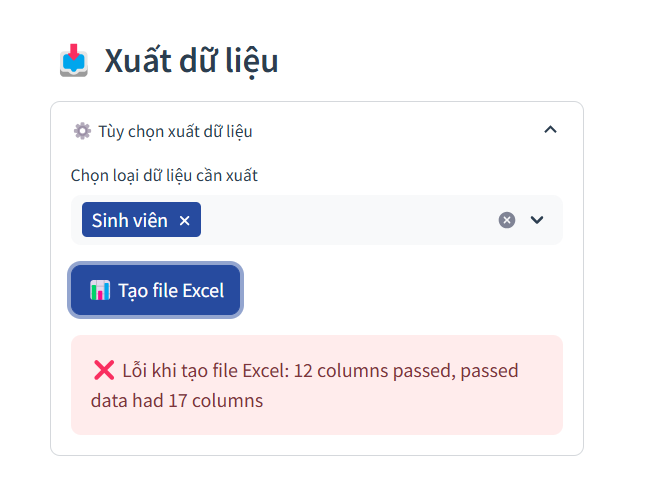 Xuất dữ liệu
Tùy chọn xuất dữ liệu
Chọn loại dữ liệu cần xuất
Sinh viên
Tạo file Excel
Lỗi khi tạo file Excel: 12 columns passed, passed
data had 17 columns